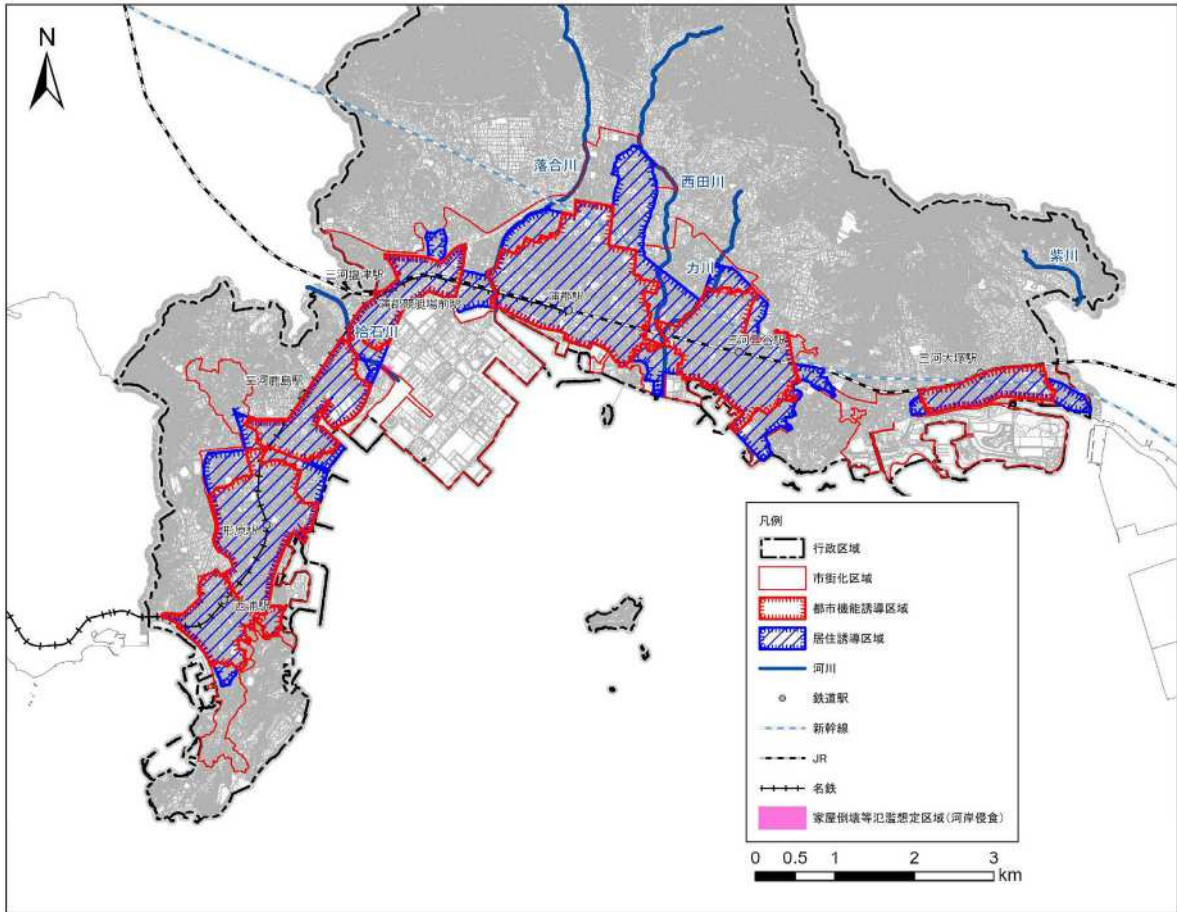 N
落合川
西田川
力川
紫川
三河塩津駅
蒲郡競艇場前駅
蒲郡駅
拾石川
三河三谷駅
三河大塚駅
三河鹿島駅
形原駅
西浦駅
凡例
行政区域
市街化区域
都市機能誘導区域
居住誘導区域
河川
鉄道駅
新幹線
JR
名鉄
家屋倒壊等氾濫想定区域(河岸侵食)
0 0.5 1 2 3
km